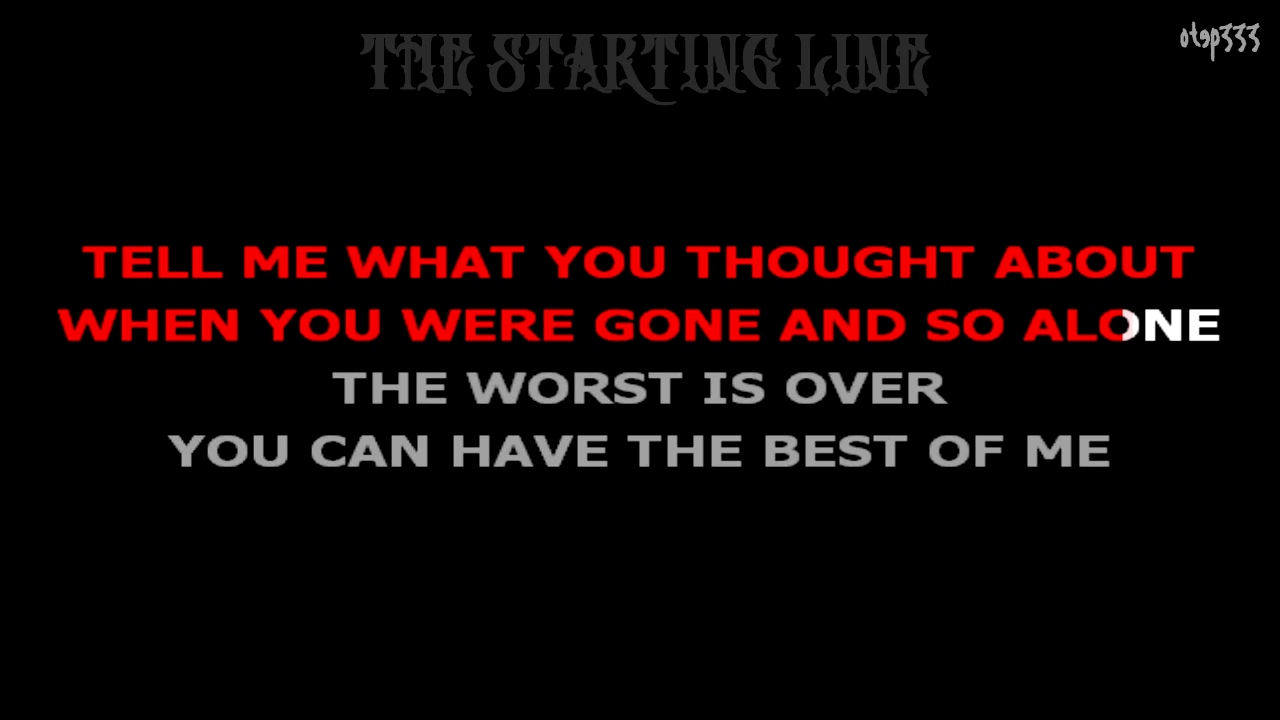 THE STARTING LINE
otep333
TELL ME WHAT YOU THOUGHT ABOUT
WHEN YOU WERE GONE AND SO ALONE
THE WORST IS OVER
YOU CAN HAVE THE BEST OF ME